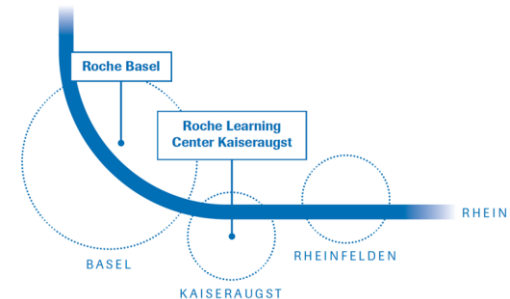 Roche Basel
Roche Learning
Center Kaiseraugst
RHEIN
RHEINFELDEN
BASEL
KAISERAUGST